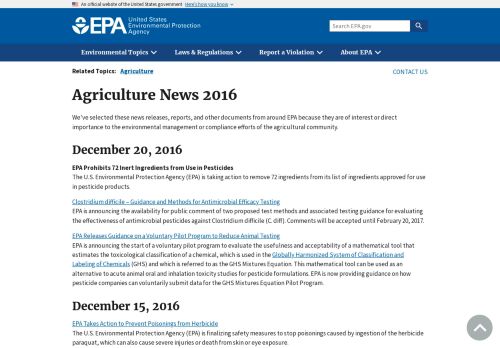 An official website of the United States government Here's how you know
EPA United States
Environmental Protection
Agency
Search EPA.gov
Environmental Topics Laws & Regulations Report a Violation About EPA
Related Topics: Agriculture
CONTACT US
Agriculture News 2016
We've selected these news releases, reports, and other documents from around EPA because they are of interest or direct
importance to the environmental management or compliance efforts of the agricultural community.
December 20, 2016
EPA Prohibits 72 Inert Ingredients from Use in Pesticides
The U.S. Environmental Protection Agency (EPA) is taking action to remove 72 ingredients from its list of ingredients approved for use
in pesticide products.
Clostridium difficile – Guidance and Methods for Antimicrobial Efficacy Testing
EPA is announcing the availability for public comment of two proposed test methods and associated testing guidance for evaluating
the effectiveness of antimicrobial pesticides against Clostridium difficile (C. diff). Comments will be accepted until February 20, 2017.
EPA Releases Guidance on a Voluntary Pilot Program to Reduce Animal Testing
EPA is announcing the start of a voluntary pilot program to evaluate the usefulness and acceptability of a mathematical tool that
estimates the toxicological classification of a chemical, which is used in the Globally Harmonized System of Classification and
Labeling of Chemicals (GHS) and which is referred to as the GHS Mixtures Equation. This mathematical tool can be used as an
alternative to acute animal oral and inhalation toxicity studies for pesticide formulations. EPA is now providing guidance on how
pesticide companies can voluntarily submit data for the GHS Mixtures Equation Pilot Program.
December 15, 2016
EPA Takes Action to Prevent Poisonings from Herbicide
The U.S. Environmental Protection Agency (EPA) is finalizing safety measures to stop poisonings caused by ingestion of the herbicide
paraquat, which can also cause severe injuries or death from skin or eye exposure.